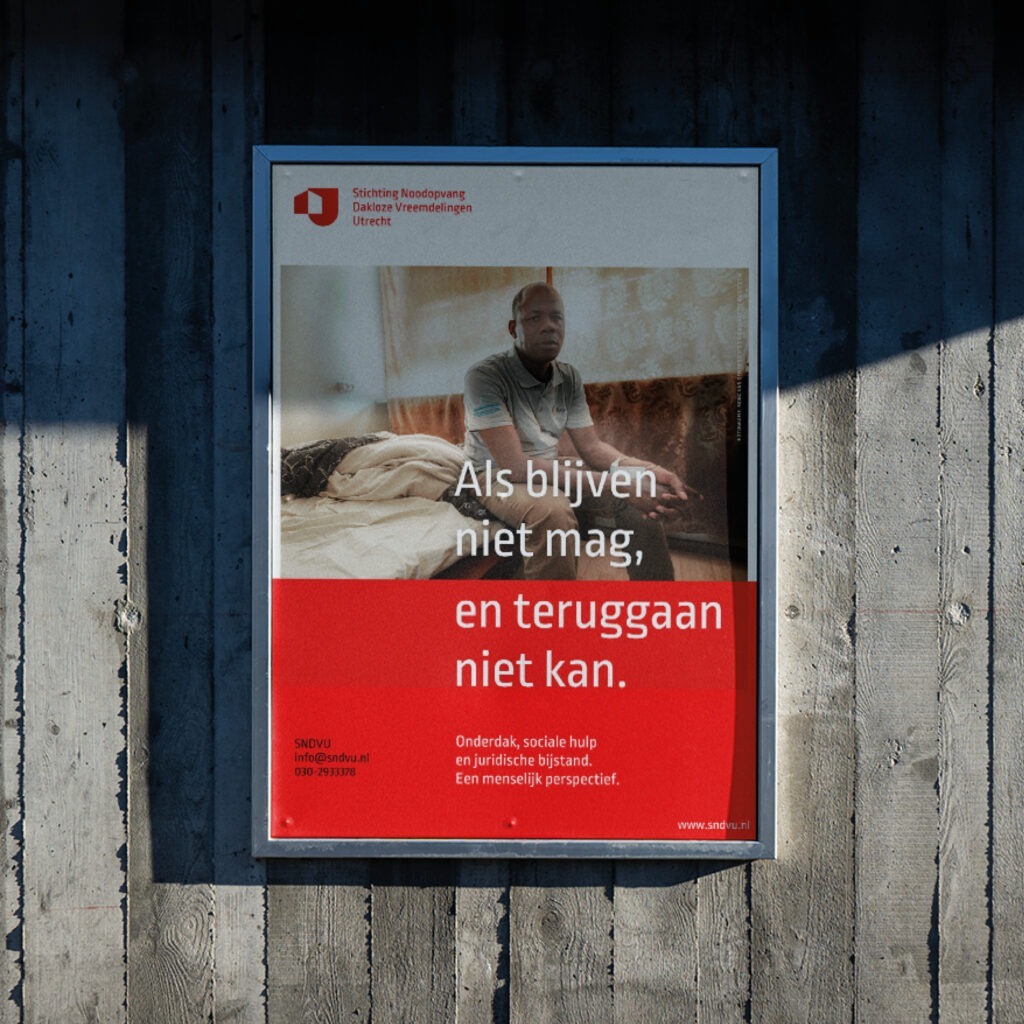 Stichting Noodopvang
Dakloze Vreemdelingen
Utrecht
Als blijven
niet mag,
en teruggaan
niet kan.
SNDVU
info@sndvu.nl
030-2933378
Onderdak, sociale hulp
en juridische bijstand.
Een menselijk perspectief.
www.sndvu.nl